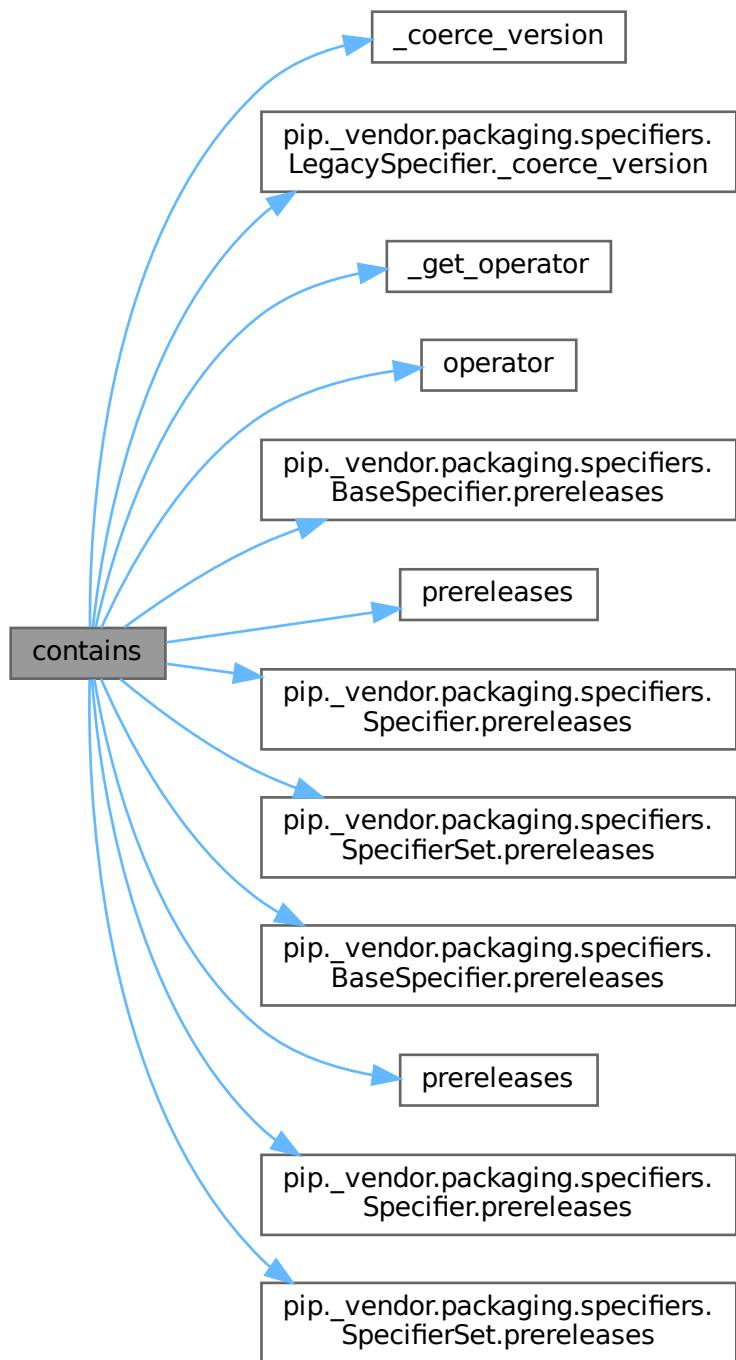 _coerce_version
pip._vendor.packaging.specifiers.
LegacySpecifier._coerce_version
_get_operator
operator
pip._vendor.packaging.specifiers.
BaseSpecifier.prereleases
prereleases
contains
pip._vendor.packaging.specifiers.
Specifier.prereleases
pip._vendor.packaging.specifiers.
SpecifierSet.prereleases
pip._vendor.packaging.specifiers.
BaseSpecifier.prereleases
prereleases
pip._vendor.packaging.specifiers.
Specifier.prereleases
pip._vendor.packaging.specifiers.
SpecifierSet.prereleases